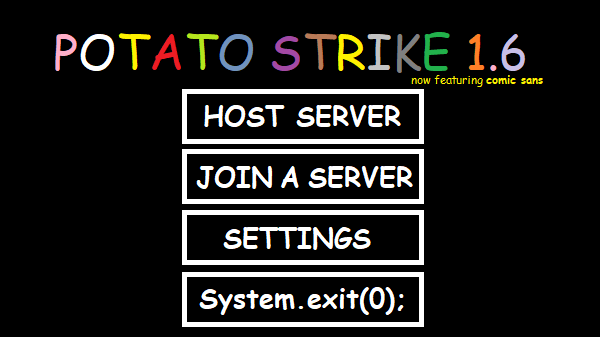 POTATO STRIKE 1.6
now featuring comic sans
HOST SERVER
JOIN A SERVER
SETTINGS
System.exit(0);